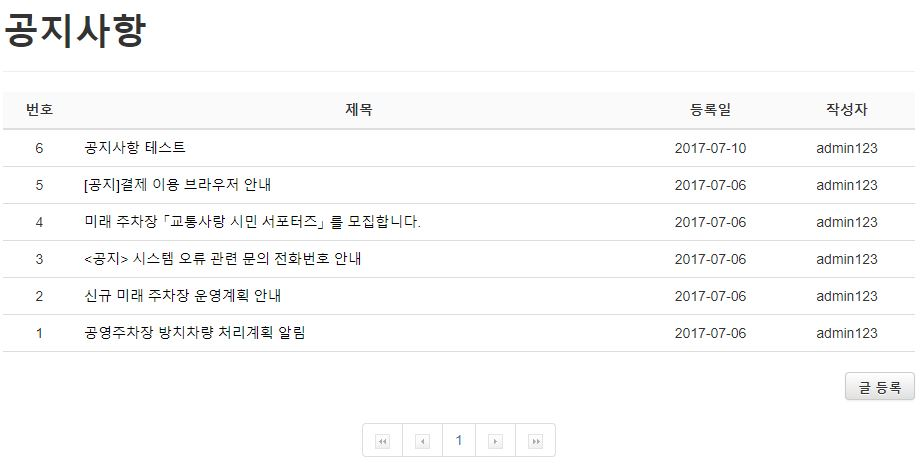 공지사항
번호 제목 등록일 작성자
6 공지사항 테스트 2017-07-10 admin123
5 [공지]결제 이용 브라우저 안내 2017-07-06 admin123
4 미래 주차장 「교통사랑 시민 서포터즈」 를 모집합니다. 2017-07-06 admin123
3 <공지> 시스템 오류 관련 문의 전화번호 안내 2017-07-06 admin123
2 신규 미래 주차장 운영계획 안내 2017-07-06 admin123
1 공영주차장 방치차량 처리계획 알림 2017-07-06 admin123
글 등록
1